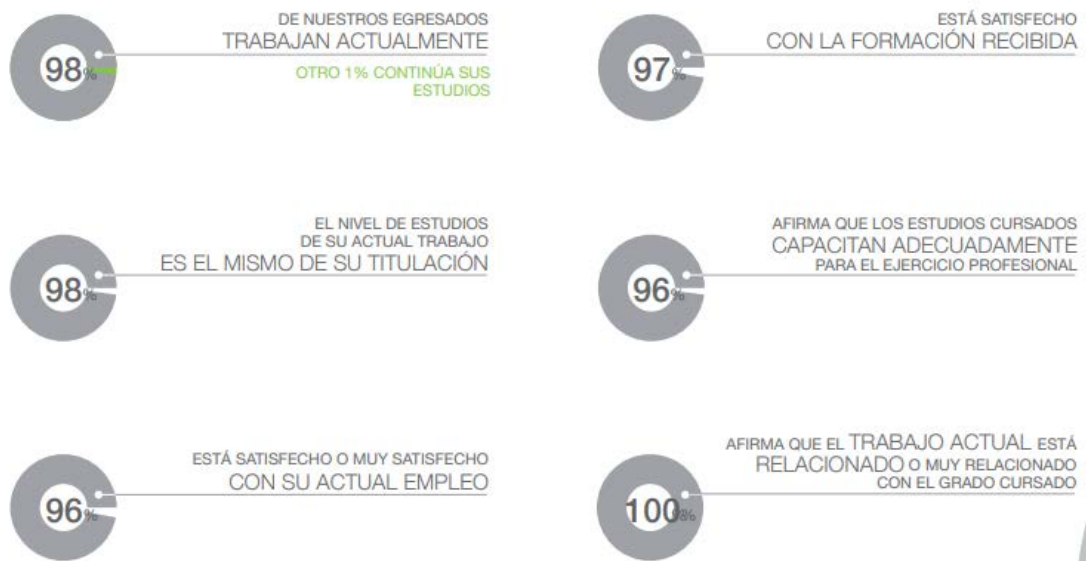 98%
DE NUESTROS EGRESADOS
TRABAJAN ACTUALMENTE
OTRO 1% CONTINÚA SUS
ESTUDIOS
97%
ESTÁ SATISFECHO
CON LA FORMACIÓN RECIBIDA
98%
EL NIVEL DE ESTUDIOS
DE SU ACTUAL TRABAJO
ES EL MISMO DE SU TITULACIÓN
96%
AFIRMA QUE LOS ESTUDIOS CURSADOS
CAPACITAN ADECUADAMENTE
PARA EL EJERCICIO PROFESIONAL
96%
ESTÁ SATISFECHO O MUY SATISFECHO
CON SU ACTUAL EMPLEO
100%
AFIRMA QUE EL TRABAJO ACTUAL ESTÁ
RELACIONADO O MUY RELACIONADO
CON EL GRADO CURSADO